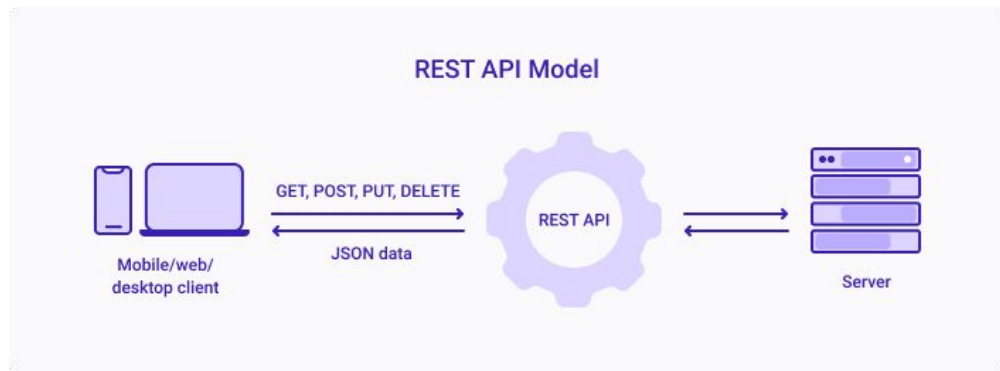 REST API Model
GET, POST, PUT, DELETE
REST API
JSON data
Mobile/web/
desktop client
Server